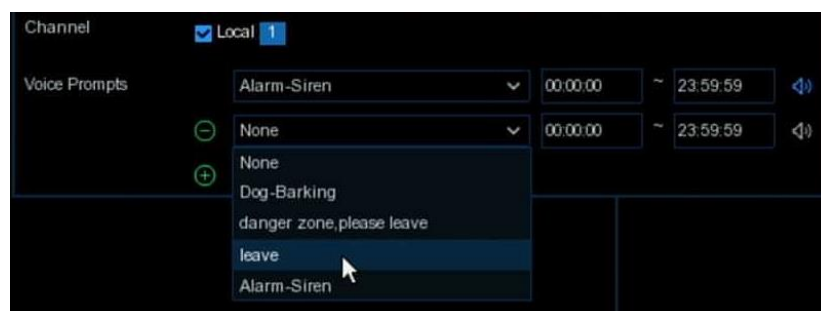 Channel Local 1
Voice Prompts Alarm-Siren 00:00:00 ~ 23:59:59
None 00:00:00 ~ 23:59:59
None
Dog-Barking
danger zone,please leave
leave
Alarm-Siren